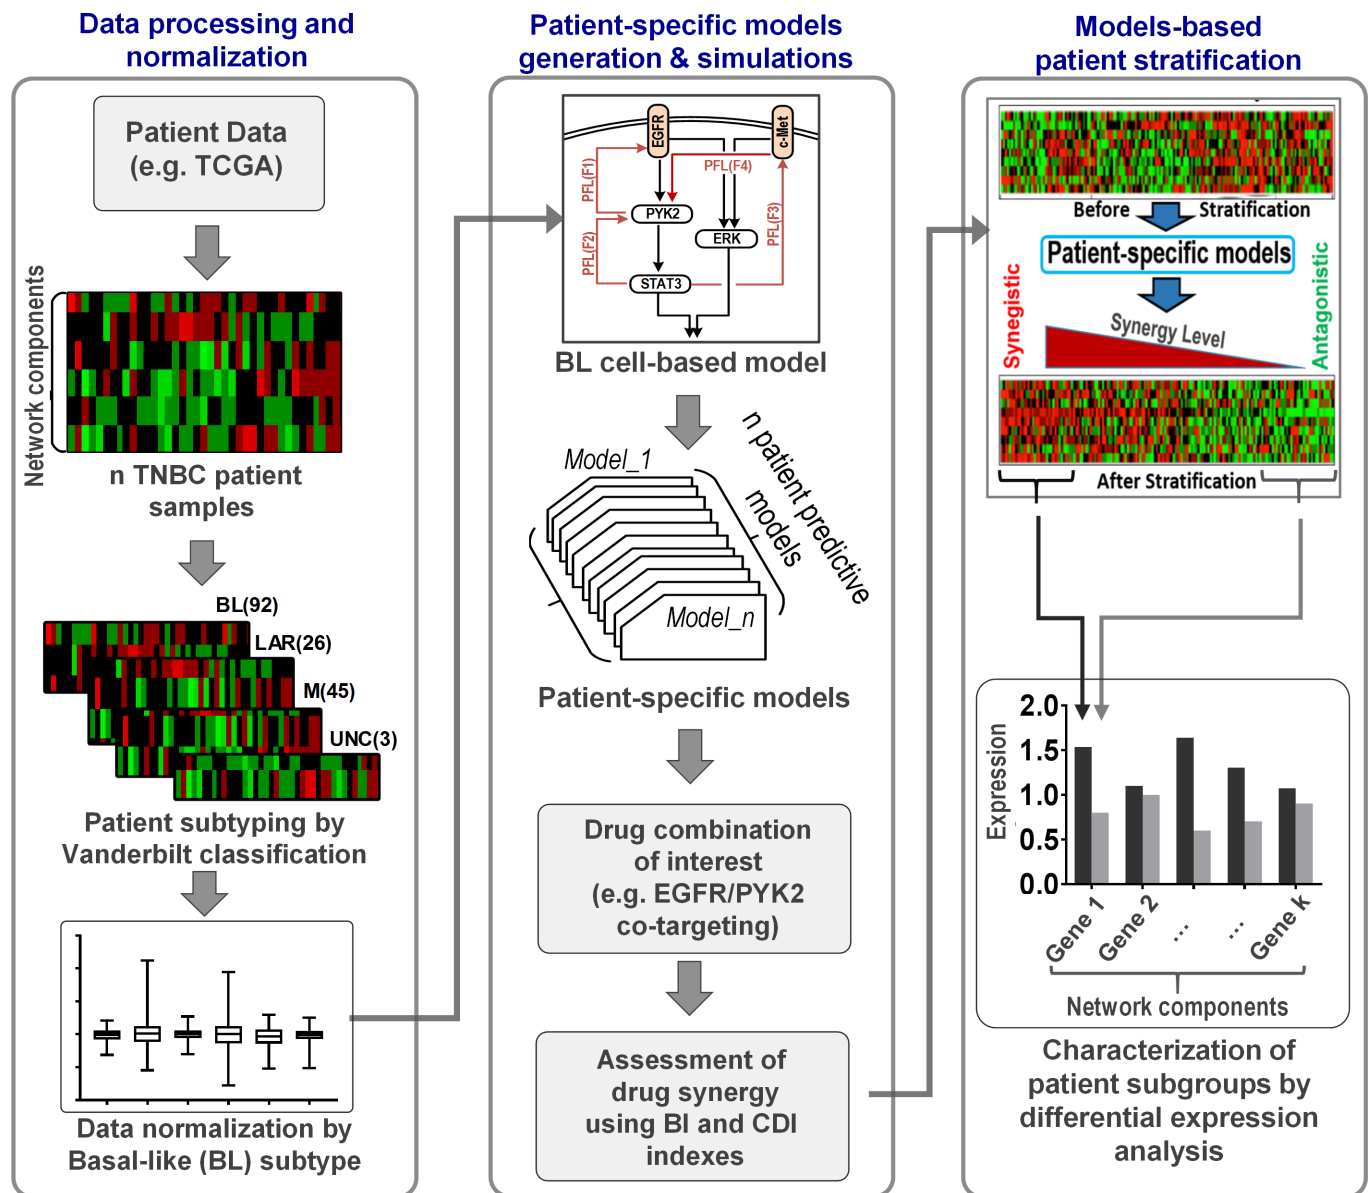 Data processing and
normalization
Patient Data
(e.g. TCGA)
Network components
n TNBC patient
samples
BL(92)
LAR(26)
M(45)
UNC(3)
Patient subtyping by
Vanderbilt classification
Data normalization by
Basal-like (BL) subtype
Patient-specific models
generation & simulations
EGFR
c-Met
PFL(F1)
PFL(F4)
PYK2
ERK
PFL(F2)
PFL(F3)
STAT3
BL cell-based model
Model_1
n patient predictive
models
Model_n
Patient-specific models
Drug combination
of interest
(e.g. EGFR/PYK2
co-targeting)
Assessment of
drug synergy
using BI and CDI
indexes
Models-based
patient stratification
Before Stratification
Patient-specific models
Synegistic
Synergy Level
Antagonistic
After Stratification
Expression
2.0
1.5
1.0
0.5
0.0
Gene 1
Gene 2
...
...
Gene k
Network components
Characterization of
patient subgroups by
differential expression
analysis